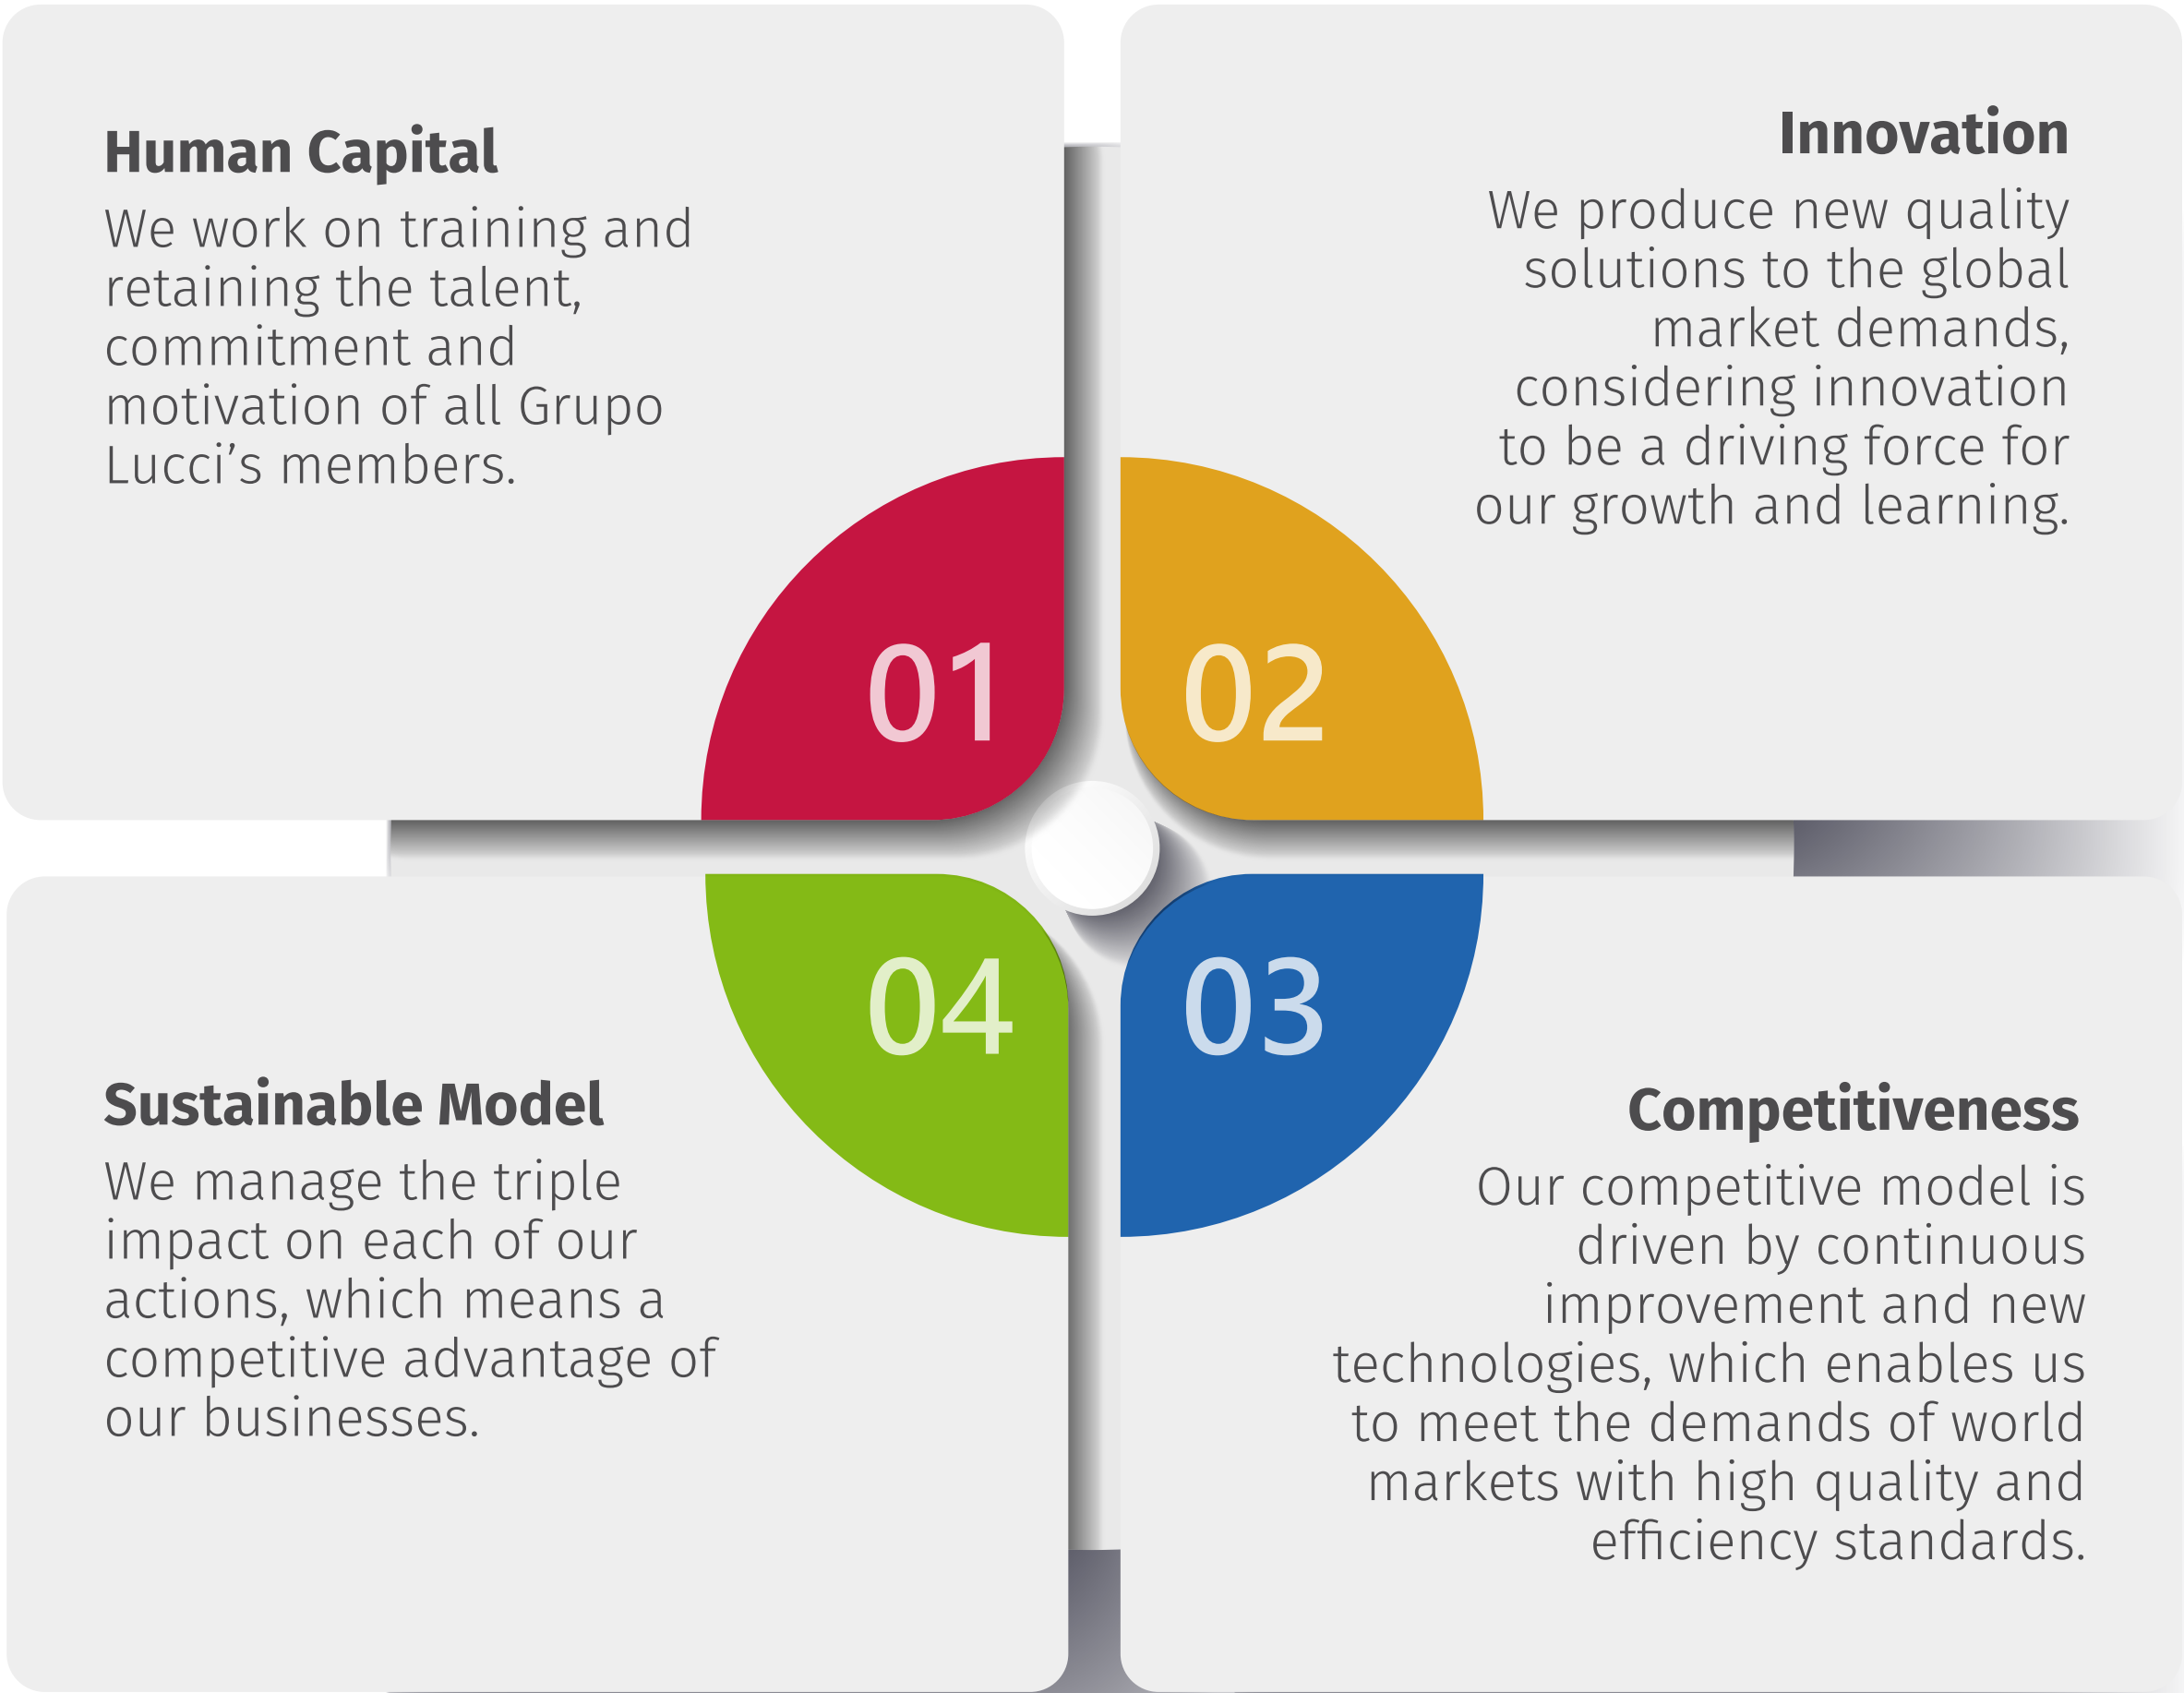 Human Capital
We work on training and
retaining the talent,
commitment and
motivation of all Grupo
Lucci’s members.
01
Innovation
We produce new quality
solutions to the global
market demands,
considering innovation
to be a driving force for
our growth and learning.
02
Competitiveness
Our competitive model is
driven by continuous
improvement and new
technologies, which enables us
to meet the demands of world
markets with high quality and
efficiency standards.
03
Sustainable Model
We manage the triple
impact on each of our
actions, which means a
competitive advantage of
our businesses.
04